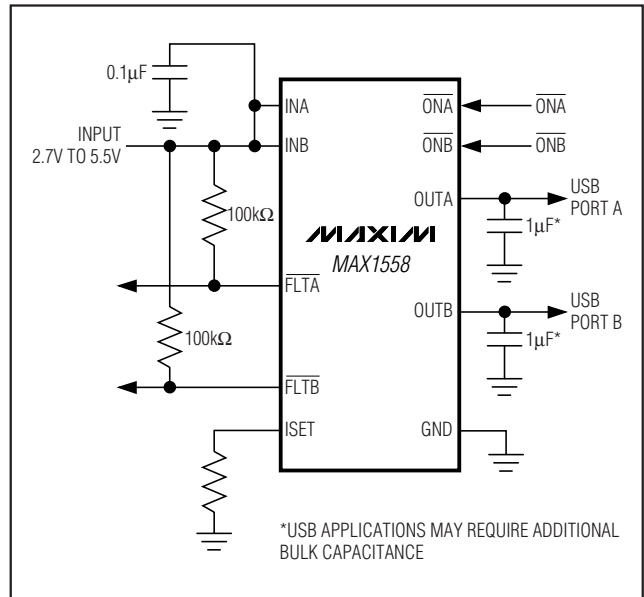 0.1µF
INPUT
2.7V TO 5.5V
100kΩ
100kΩ
INA
INB
FLTA
FLTB
ISET
MAXIM
MAX1558
ONA
ONB
OUTA
OUTB
GND
ONA
ONB
USB
PORT A
1µF*
USB
PORT B
1µF*
*USB APPLICATIONS MAY REQUIRE ADDITIONAL
BULK CAPACITANCE